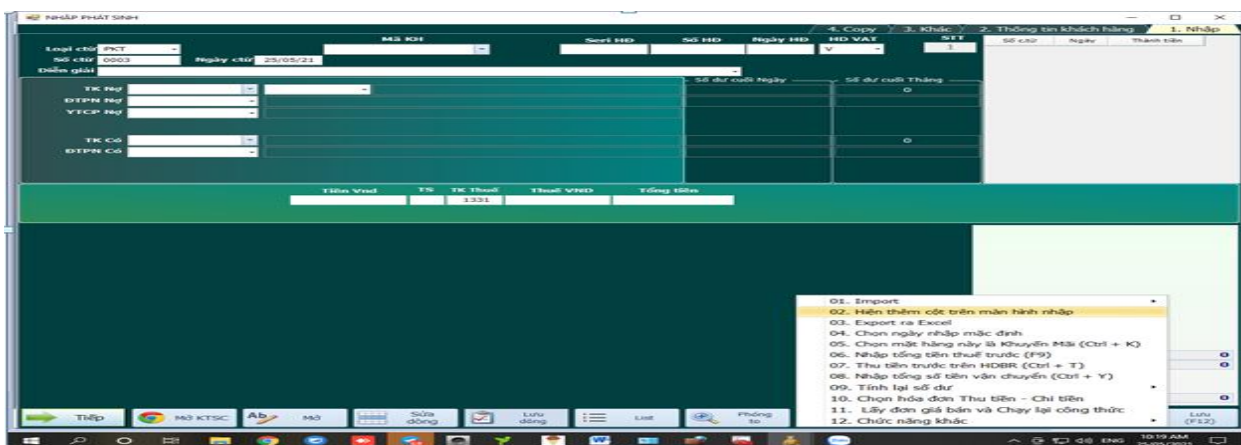 NHẬP PHÁT SINH
4. Copy
3. Khác
2. Thông tin khách hàng
1. Nhập
Loại ctừ PKT
Mã KH
Seri HD
Số HD
Ngày HD
HD VAT
V
STT
1
Số c.từ
Ngày
Thành tiền
Số ctừ 0003
Ngày ctừ 25/05/21
Diễn giải
Số dư cuối Ngày
Số dư cuối Tháng
TK Nợ
0
ĐTPN Nợ
YTCP Nợ
TK Có
0
ĐTPN Có
Tiền Vnd
TS
TK Thuế
Thuế VND
Tổng tiền
1331
01. Import
02. Hiện thêm cột trên màn hình nhập
03. Export ra Excel
04. Chọn ngày nhập mặc định
05. Chọn mặt hàng này là Khuyến Mãi (Ctrl + K)
06. Nhập tổng tiền thuế trước (F9)
07. Thu tiền trước trên HDBR (Ctrl + T)
08. Nhập tổng số tiền vận chuyển (Ctrl + Y)
09. Tính lại số dư
10. Chọn hóa đơn Thu tiền - Chi tiền
11. Lấy đơn giá bán và Chạy lại công thức
12. Chức năng khác
0
0
0
Tiếp
Mở KTSC
Mở
Sửa dòng
Lưu dòng
List
Phóng to
Lưu (F12)
ENG
10:19 AM
25/05/2021